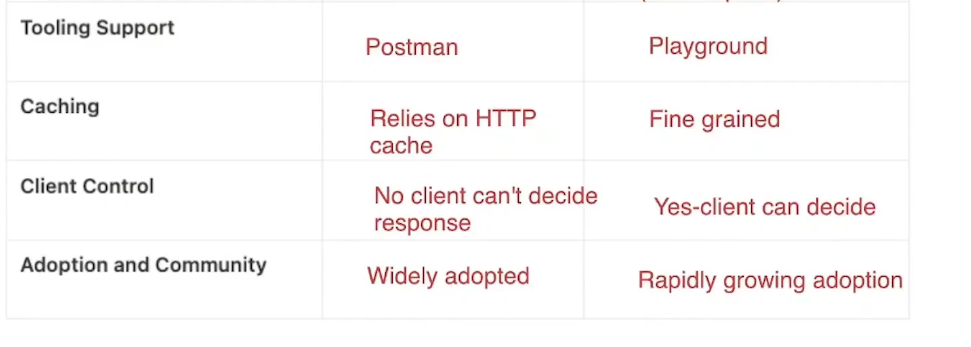 Tooling Support
Postman
Playground
Caching
Relies on HTTP
cache
Fine grained
Client Control
No client can't decide
response
Yes-client can decide
Adoption and Community
Widely adopted
Rapidly growing adoption